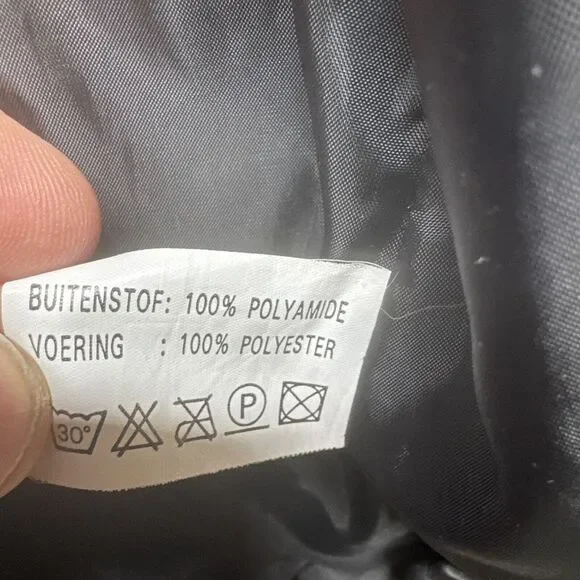 BUITENSTOF: 100% POLYAMIDE
VOERING : 100% POLYESTER
30° P